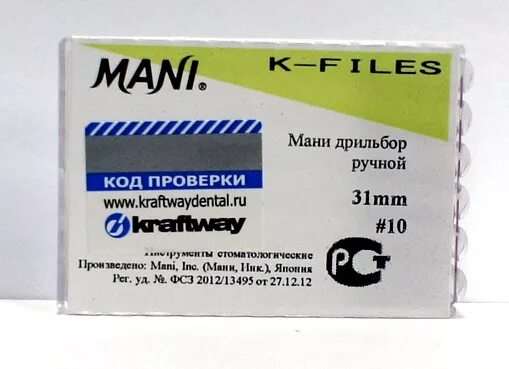 MANI®
K-FILES
Мани дрильбор
ручной
31mm
#10
КОД ПРОВЕРКИ
www.kraftwaydental.ru
kraftway
Инструменты стоматологические
Произведено: Mani, Inc. (Мани, Инк.), Япония
Рег. уд. №. ФСЗ 2012/13495 от 27.12.12
РСТ